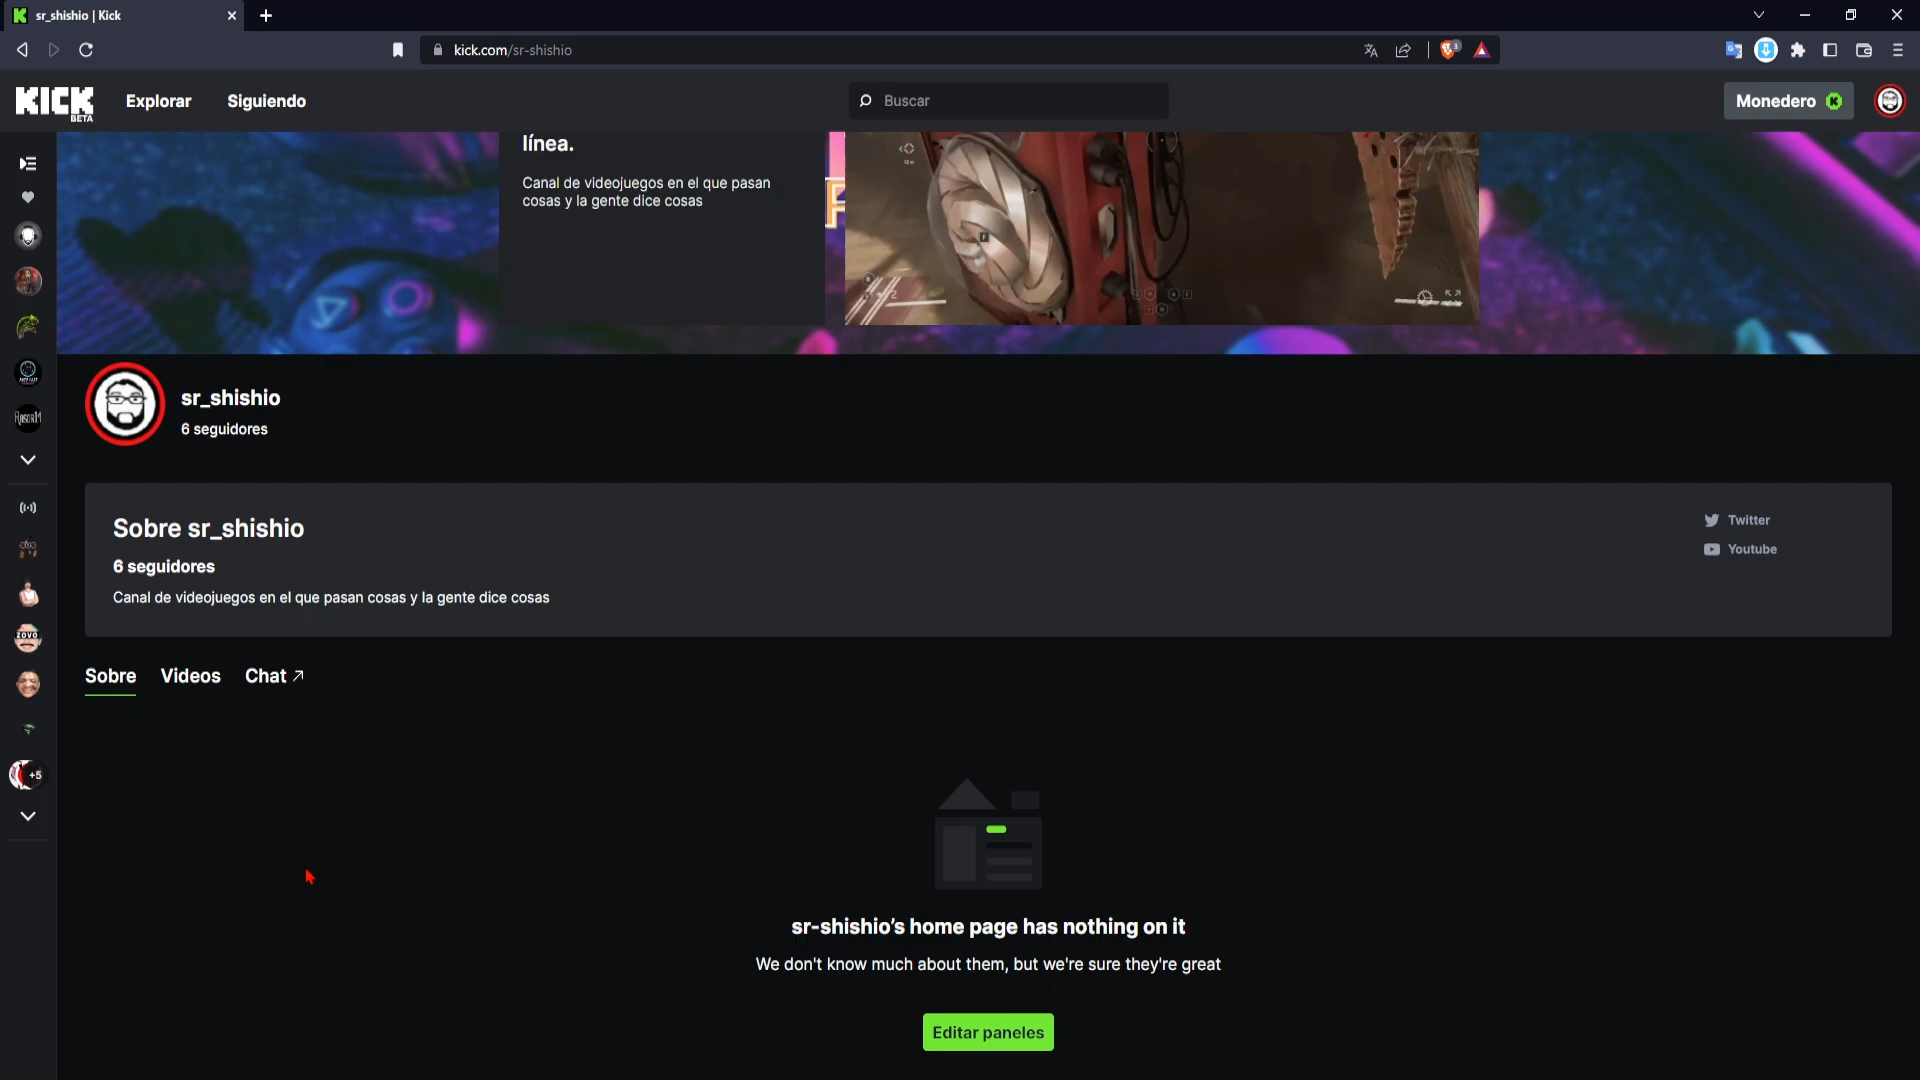 sr_shishio | Kick
kick.com/sr-shishio
3
KICK
BETA
Explorar
Siguiendo
Buscar
Monedero
línea.
Canal de videojuegos en el que pasan
cosas y la gente dice cosas
sr_shishio
6 seguidores
Sobre sr_shishio
6 seguidores
Canal de videojuegos en el que pasan cosas y la gente dice cosas
Twitter
Youtube
ZOVO
+5
Sobre
Videos
Chat
sr-shishio’s home page has nothing on it
We don't know much about them, but we're sure they're great
Editar paneles